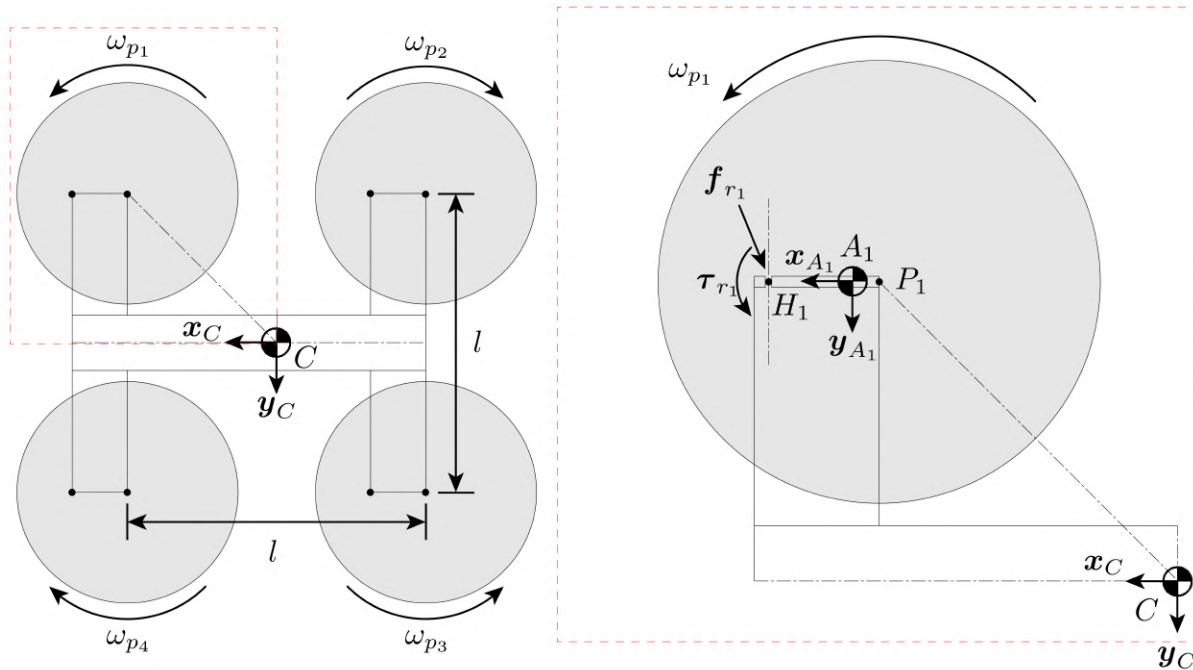 ω_{p_1}
ω_{p_2}
x_C
C
y_C
l
l
ω_{p_4}
ω_{p_3}
ω_{p_1}
f_{r_1}
τ_{r_1}
x_{A_1}
A_1
P_1
H_1
y_{A_1}
x_C
C
y_C